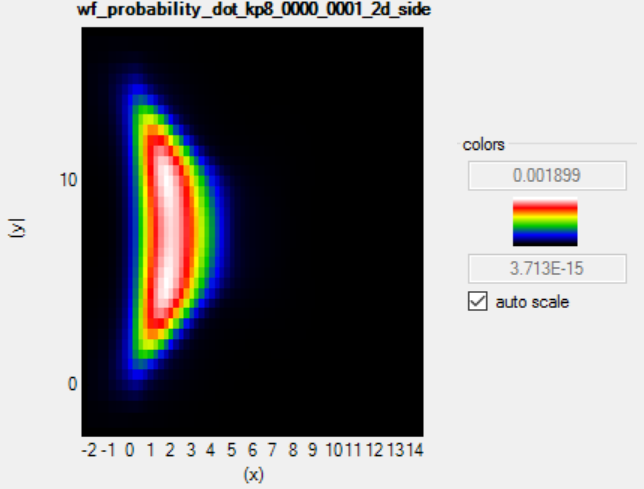 wf_probability_dot_kp8_0000_0001_2d_side
colors
0.001899
10
(y)
3.713E-15
auto scale
0
-2 -1 0 1 2 3 4 5 6 7 8 9 10 11 12 13 14
(x)